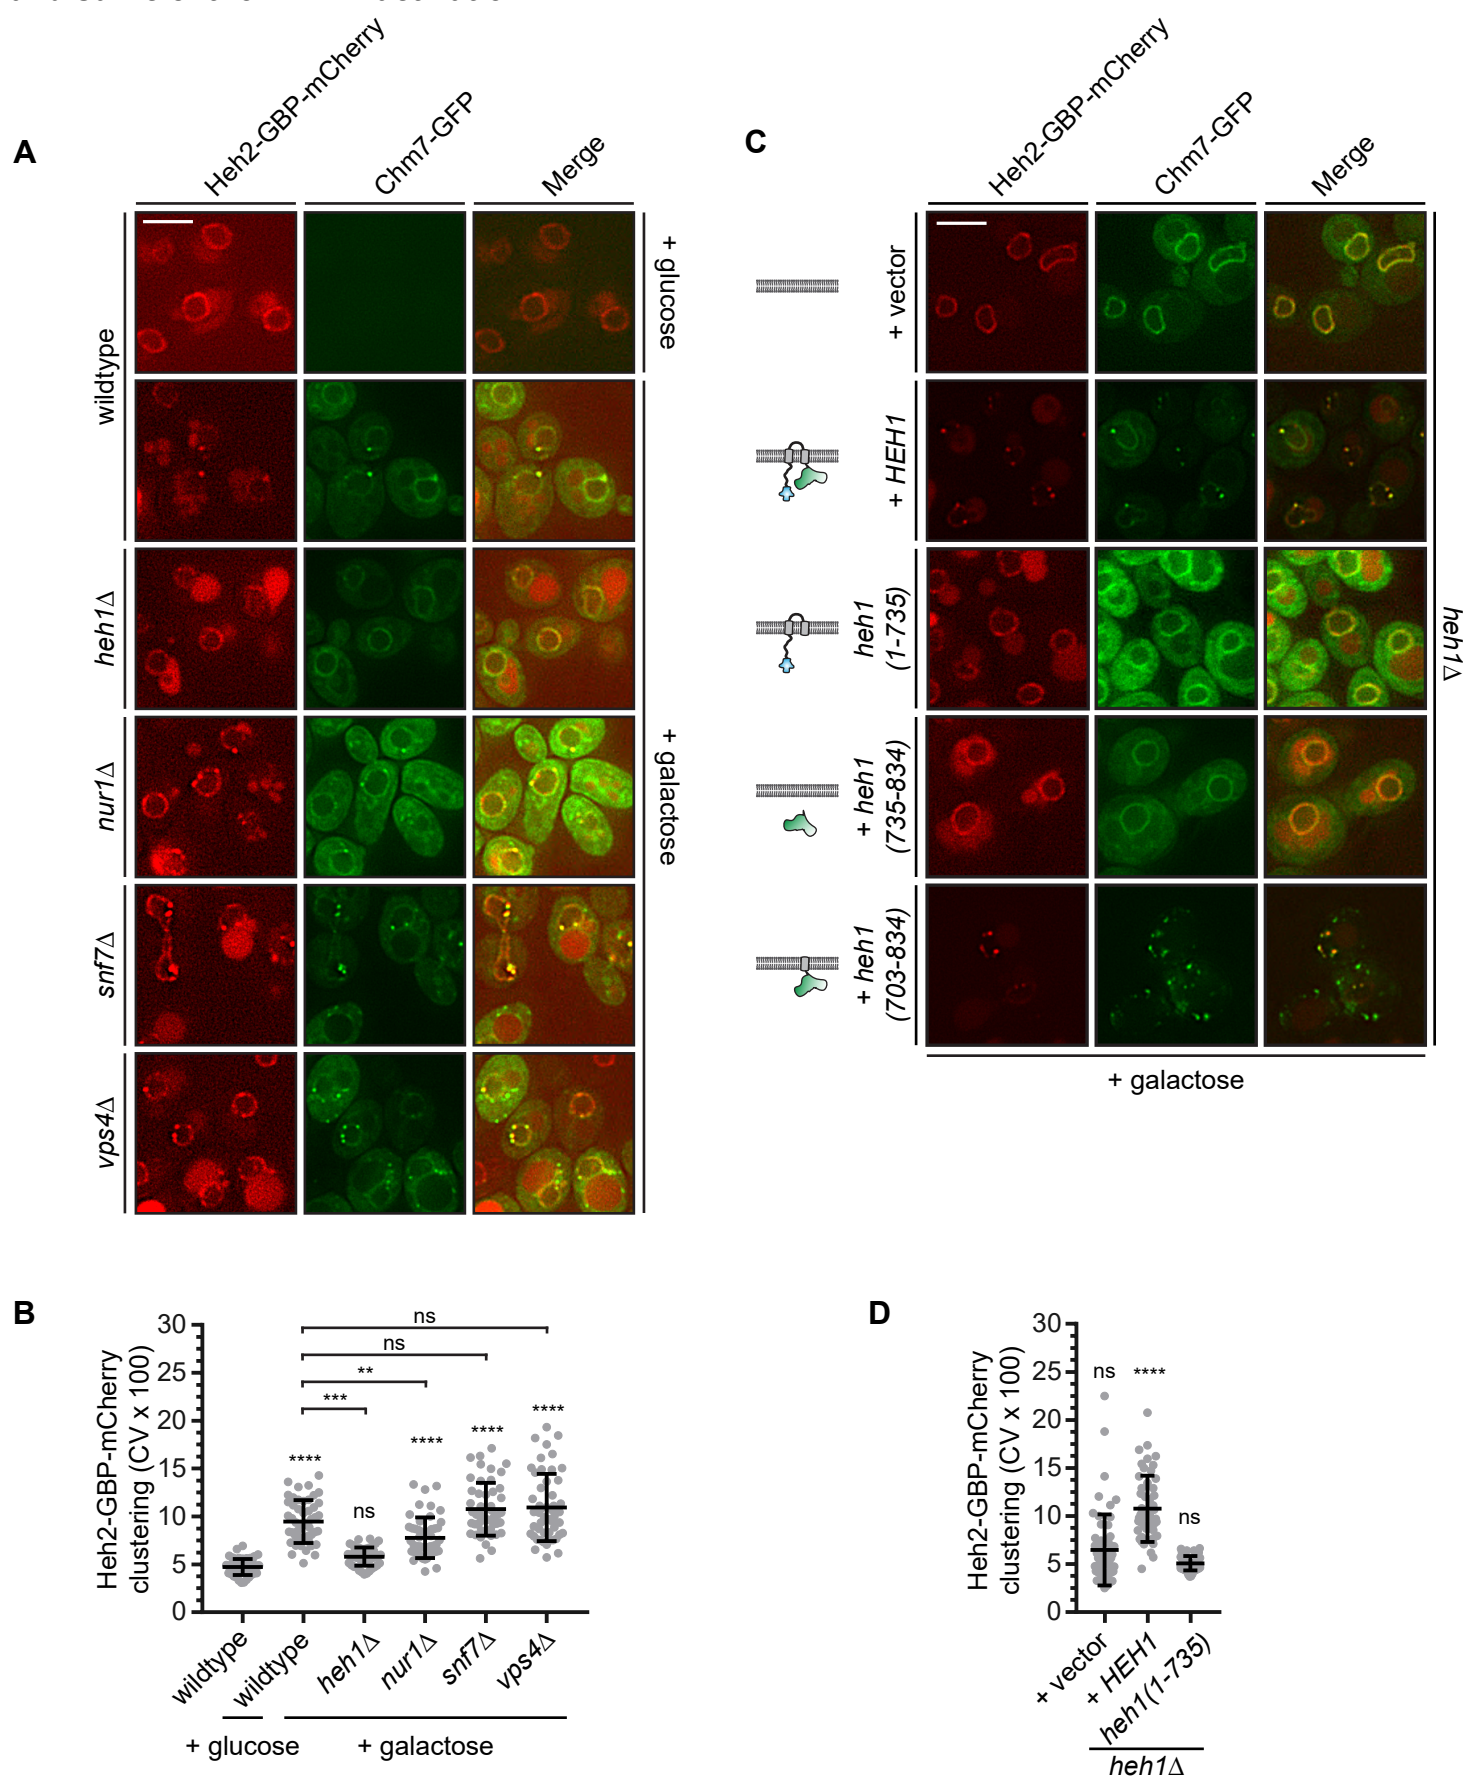 A
Heh2-GBP-mCherry
Chm7-GFP
Merge
wildtype
heh1Δ
nur1Δ
snf7Δ
vps4Δ
+ glucose
+ galactose
C
Heh2-GBP-mCherry
Chm7-GFP
Merge
+ vector
+ HEH1
heh1
(1-735)
+ heh1
(735-834)
+ heh1
(703-834)
heh1Δ
+ galactose
B
Heh2-GBP-mCherry
clustering (CV x 100)
30
25
20
15
10
5
0
ns
ns
**
***
****
ns
****
****
****
wildtype
wildtype
heh1Δ
nur1Δ
snf7Δ
vps4Δ
+ glucose
+ galactose
D
Heh2-GBP-mCherry
clustering (CV x 100)
30
25
20
15
10
5
0
ns
****
ns
+ vector
+ HEH1
heh1(1-735)
heh1Δ